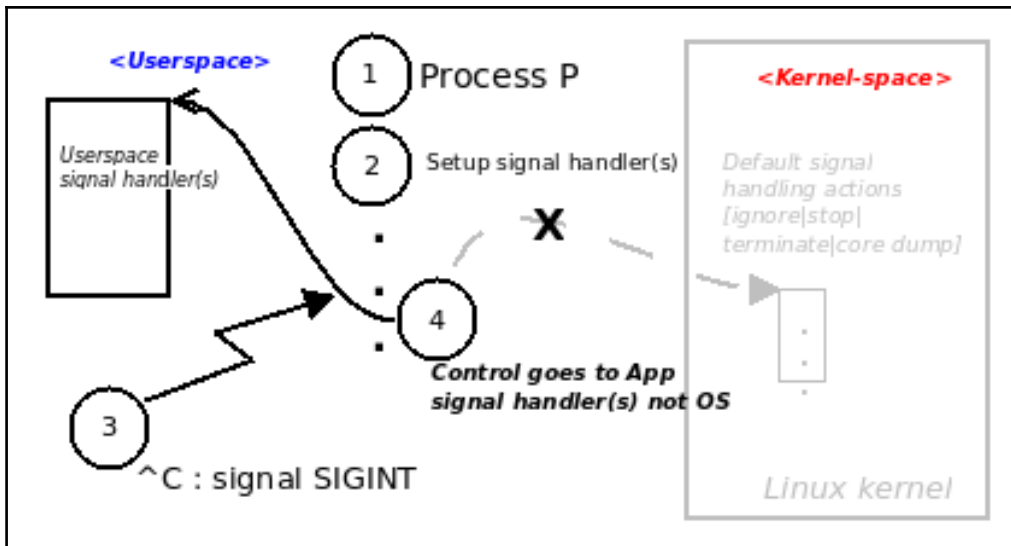 <Userspace>
1
Process P
<Kernel-space>
Userspace
signal handler(s)
2
Setup signal handler(s)
Default signal
handling actions
[ignore|stop|
terminate|core dump]
X
4
Control goes to App
signal handler(s) not OS
3
^C : signal SIGINT
Linux kernel